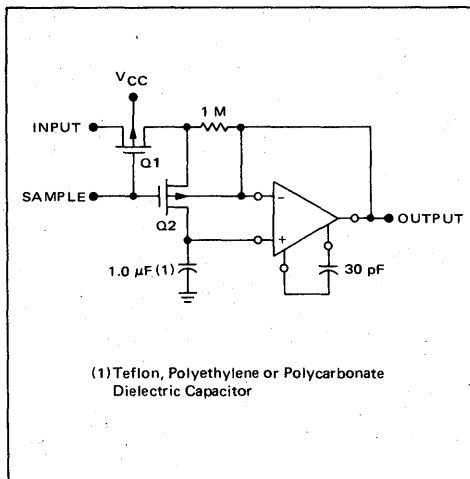 VCC
1 M
INPUT
Q1
SAMPLE
Q2
−
+
OUTPUT
1.0 μF (1)
30 pF
(1) Teflon, Polyethylene or Polycarbonate
Dielectric Capacitor